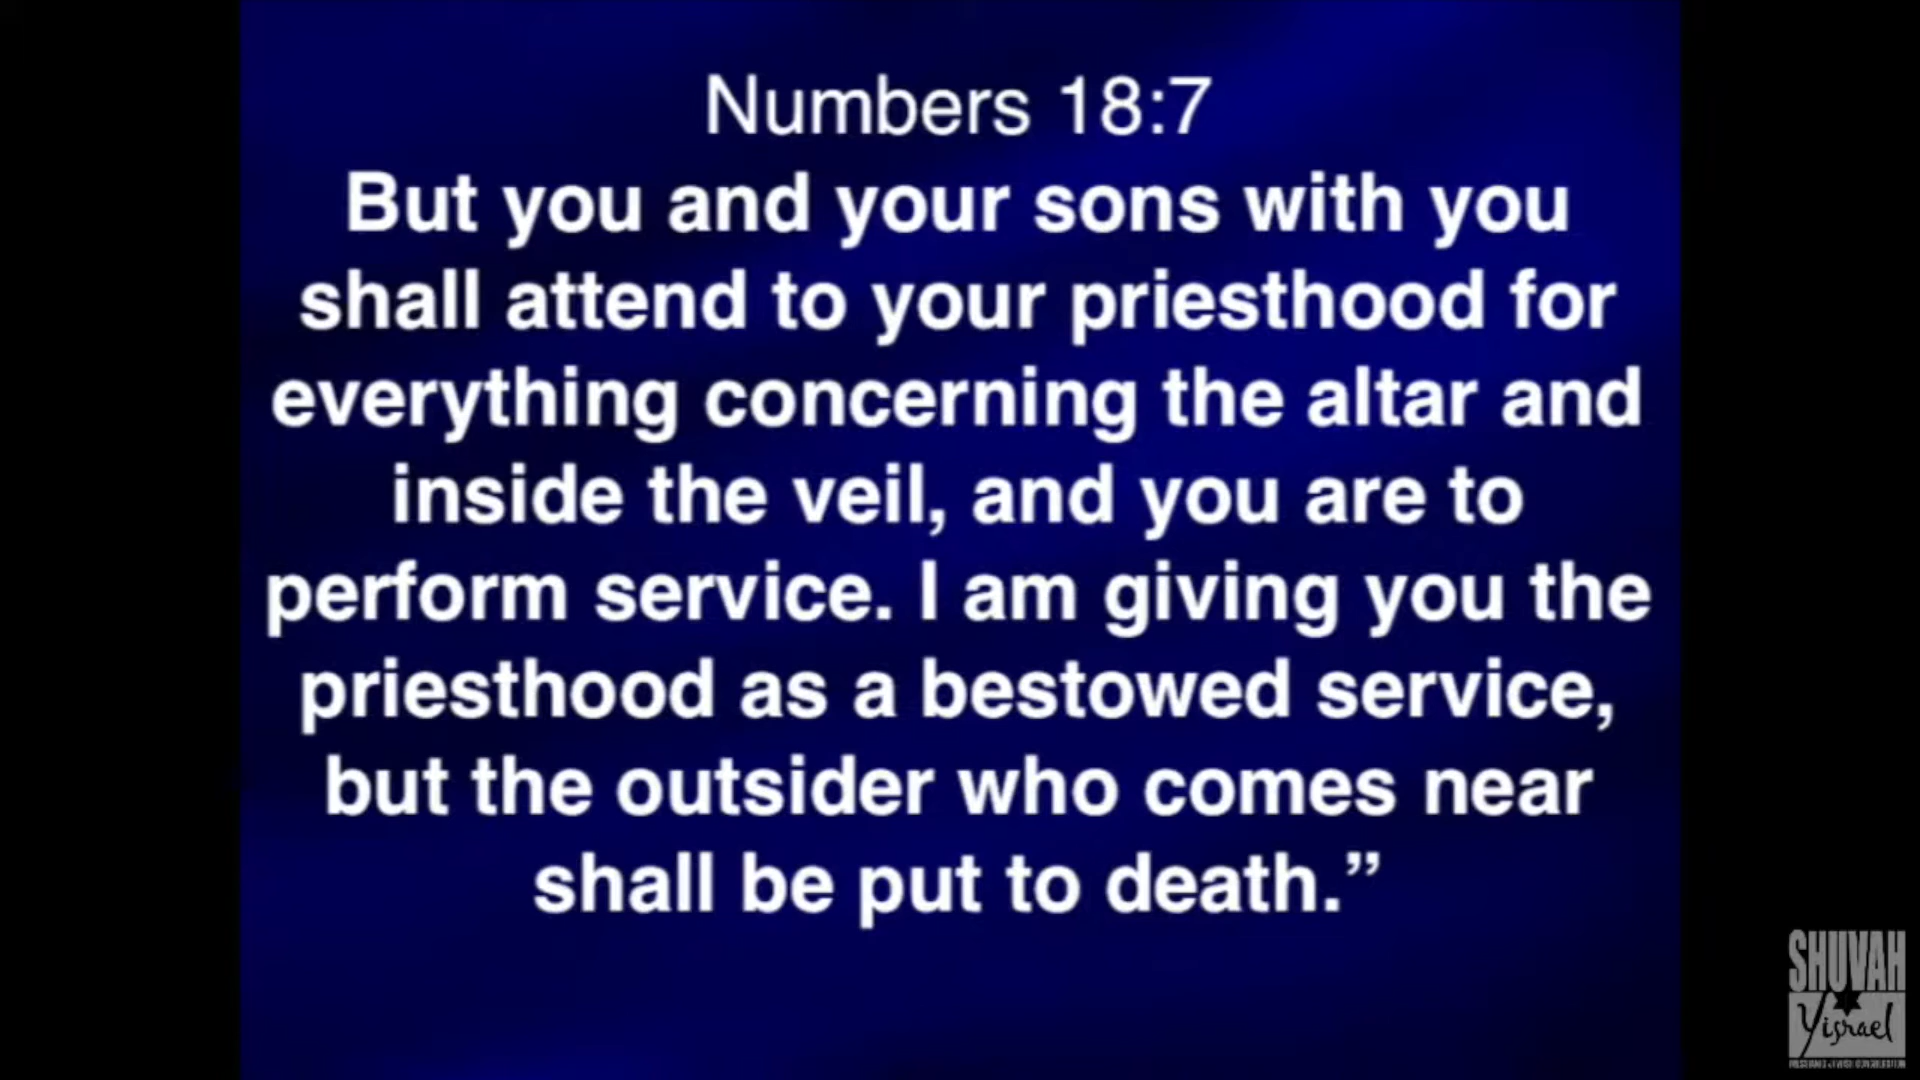 Numbers 18:7
But you and your sons with you
shall attend to your priesthood for
everything concerning the altar and
inside the veil, and you are to
perform service. I am giving you the
priesthood as a bestowed service,
but the outsider who comes near
shall be put to death.”
SHUVAH
Yisrael